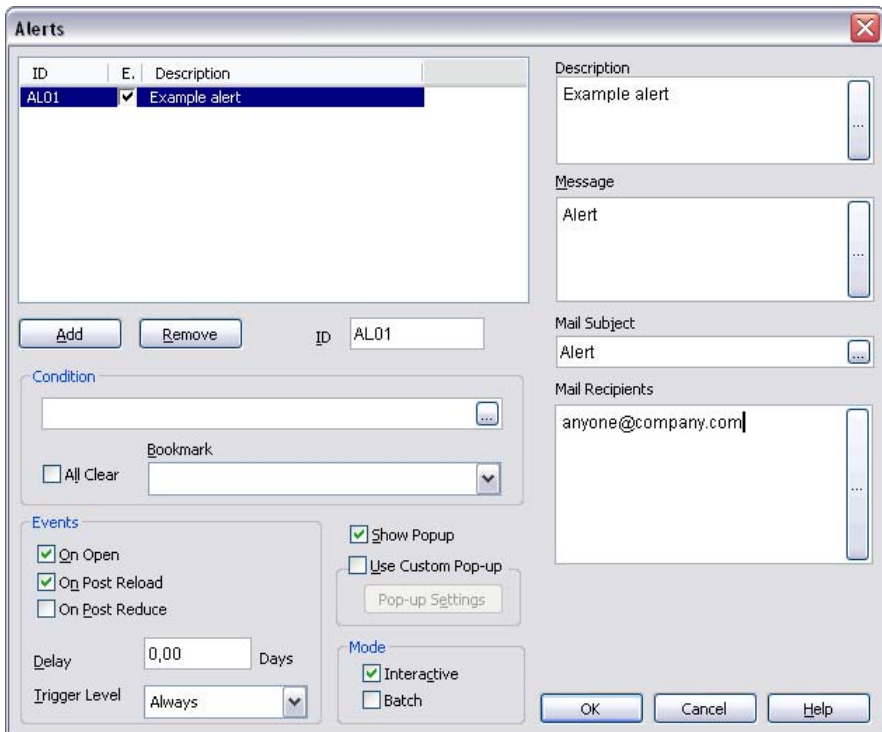 Alerts
ID E. Description
AL01 Example alert
Add Remove ID AL01
Condition
...
Bookmark
All Clear
Events
On Open
On Post Reload
On Post Reduce
Delay 0,00 Days
Trigger Level Always
Show Popup
Use Custom Pop-up
Pop-up Settings
Mode
Interactive
Batch
Description
Example alert
...
Message
Alert
...
Mail Subject
Alert ...
Mail Recipients
anyone@company.com
...
OK Cancel Help